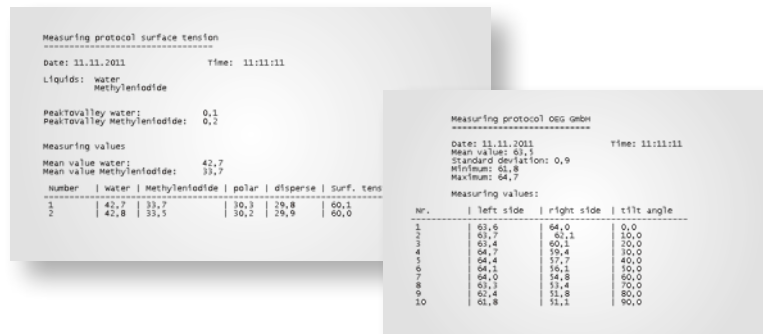 Measuring protocol surface tension
Date: 11.11.2011 Time: 11:11:11
Liquids: Water
Methyleniodide
PeakToValley water: 0,1
PeakToValley Methyleniodide: 0,2
Measuring values
Mean value water: 42,7
Mean value Methyleniodide: 33,7
Number | Water | Methyleniodide | polar | disperse | Surf. tens
1 | 42,7 | 33,7 | 30,3 | 29,8 | 60,1
2 | 42,8 | 33,5 | 30,2 | 29,9 | 60,0
Measuring protocol OEG GmbH
Date: 11.11.2011 Time: 11:11:11
Mean value: 63,5
Standard deviation: 0,9
Minimum: 61,8
Maximum: 64,7
Measuring values:
Nr. | left side | right side | tilt angle
1 | 63,6 | 64,0 | 0,0
2 | 63,7 | 62,1 | 10,0
3 | 63,4 | 60,1 | 20,0
4 | 64,7 | 59,4 | 30,0
5 | 64,4 | 57,7 | 40,0
6 | 64,1 | 56,1 | 50,0
7 | 64,0 | 54,8 | 60,0
8 | 63,3 | 53,4 | 70,0
9 | 62,4 | 51,8 | 80,0
10 | 61,8 | 51,1 | 90,0